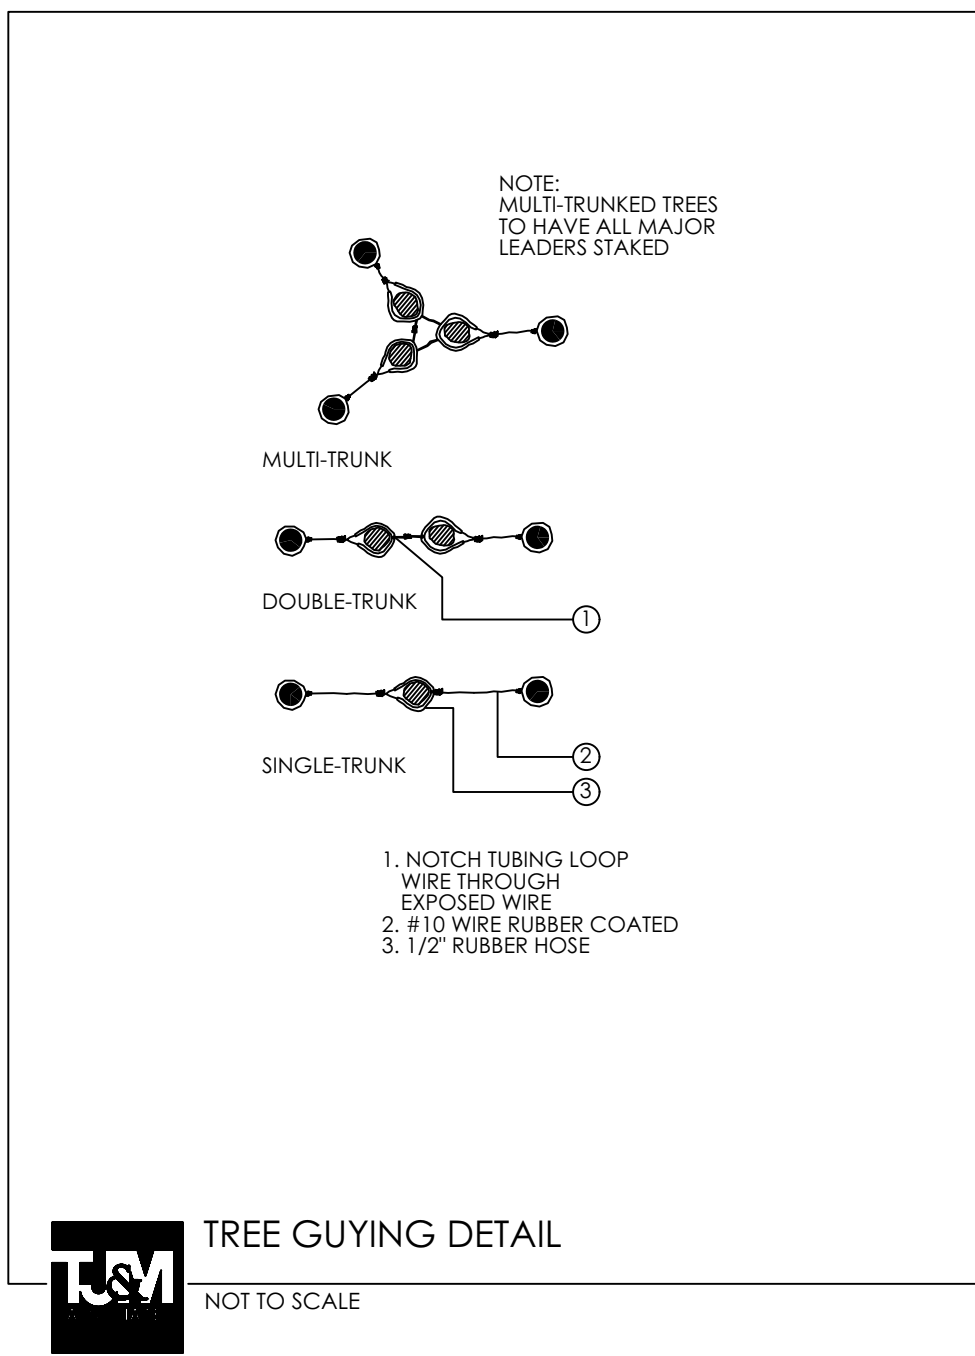 NOTE:
MULTI-TRUNKED TREES
TO HAVE ALL MAJOR
LEADERS STAKED
MULTI-TRUNK
DOUBLE-TRUNK
1
SINGLE-TRUNK
2
3
1. NOTCH TUBING LOOP
WIRE THROUGH
EXPOSED WIRE
2. #10 WIRE RUBBER COATED
3. 1/2" RUBBER HOSE
TREE GUYING DETAIL
TJ&M
NOT TO SCALE